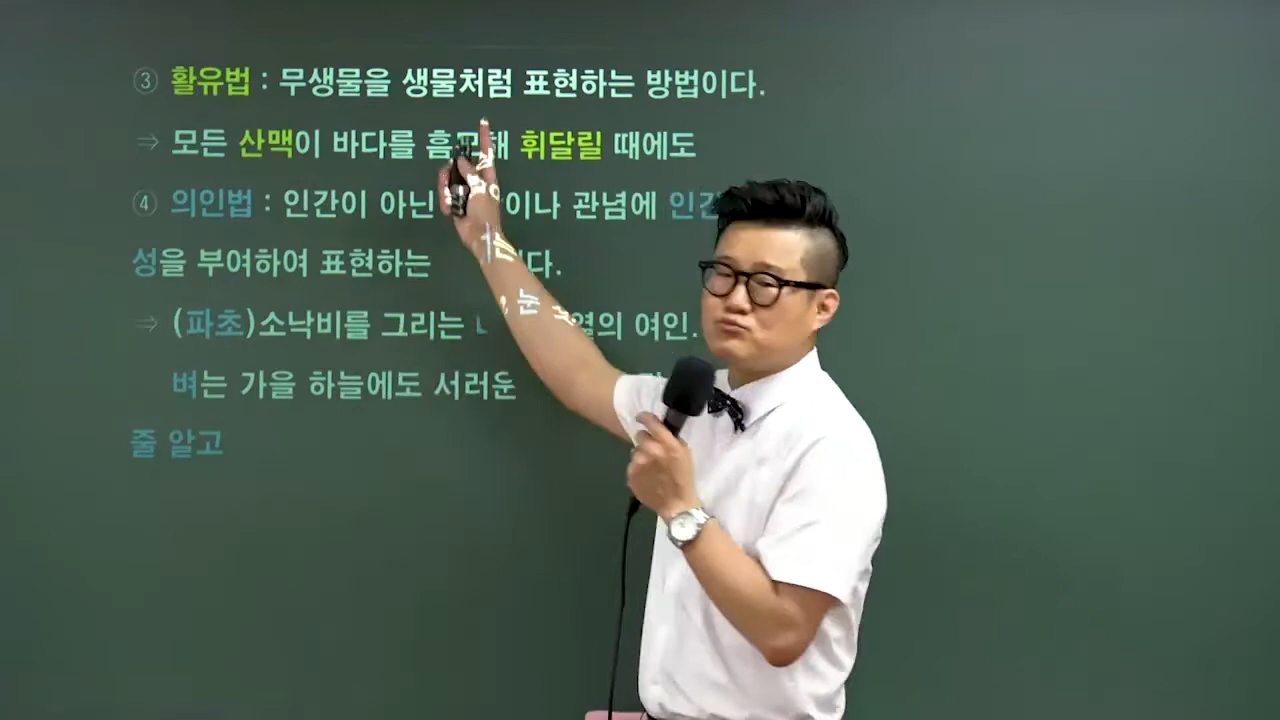 ③ 활유법 : 무생물을 생물처럼 표현하는 방법이다.
⇒ 모든 산맥이 바다를 휘달릴 때에도
④ 의인법 : 인간이 아닌 이나 관념에 인간
성을 부여하여 표현하는
⇒ (파초)소낙비를 그리는 여인.
벼는 가을 하늘에도 서러운
줄 알고